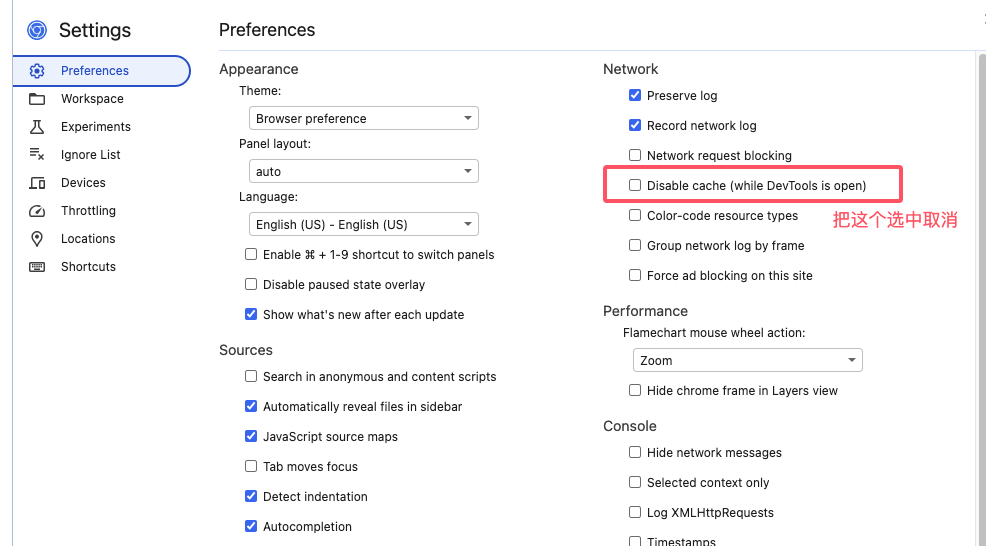 Settings
Preferences
Workspace
Experiments
Ignore List
Devices
Throttling
Locations
Shortcuts
Preferences
Appearance
Theme:
Browser preference
Panel layout:
auto
Language:
English (US) - English (US)
Enable ⌘ + 1-9 shortcut to switch panels
Disable paused state overlay
Show what's new after each update
Sources
Search in anonymous and content scripts
Automatically reveal files in sidebar
JavaScript source maps
Tab moves focus
Detect indentation
Autocompletion
Network
Preserve log
Record network log
Network request blocking
Disable cache (while DevTools is open)
把这个选中取消
Color-code resource types
Group network log by frame
Force ad blocking on this site
Performance
Flamechart mouse wheel action:
Zoom
Hide chrome frame in Layers view
Console
Hide network messages
Selected context only
Log XMLHttpRequests
Timestamps